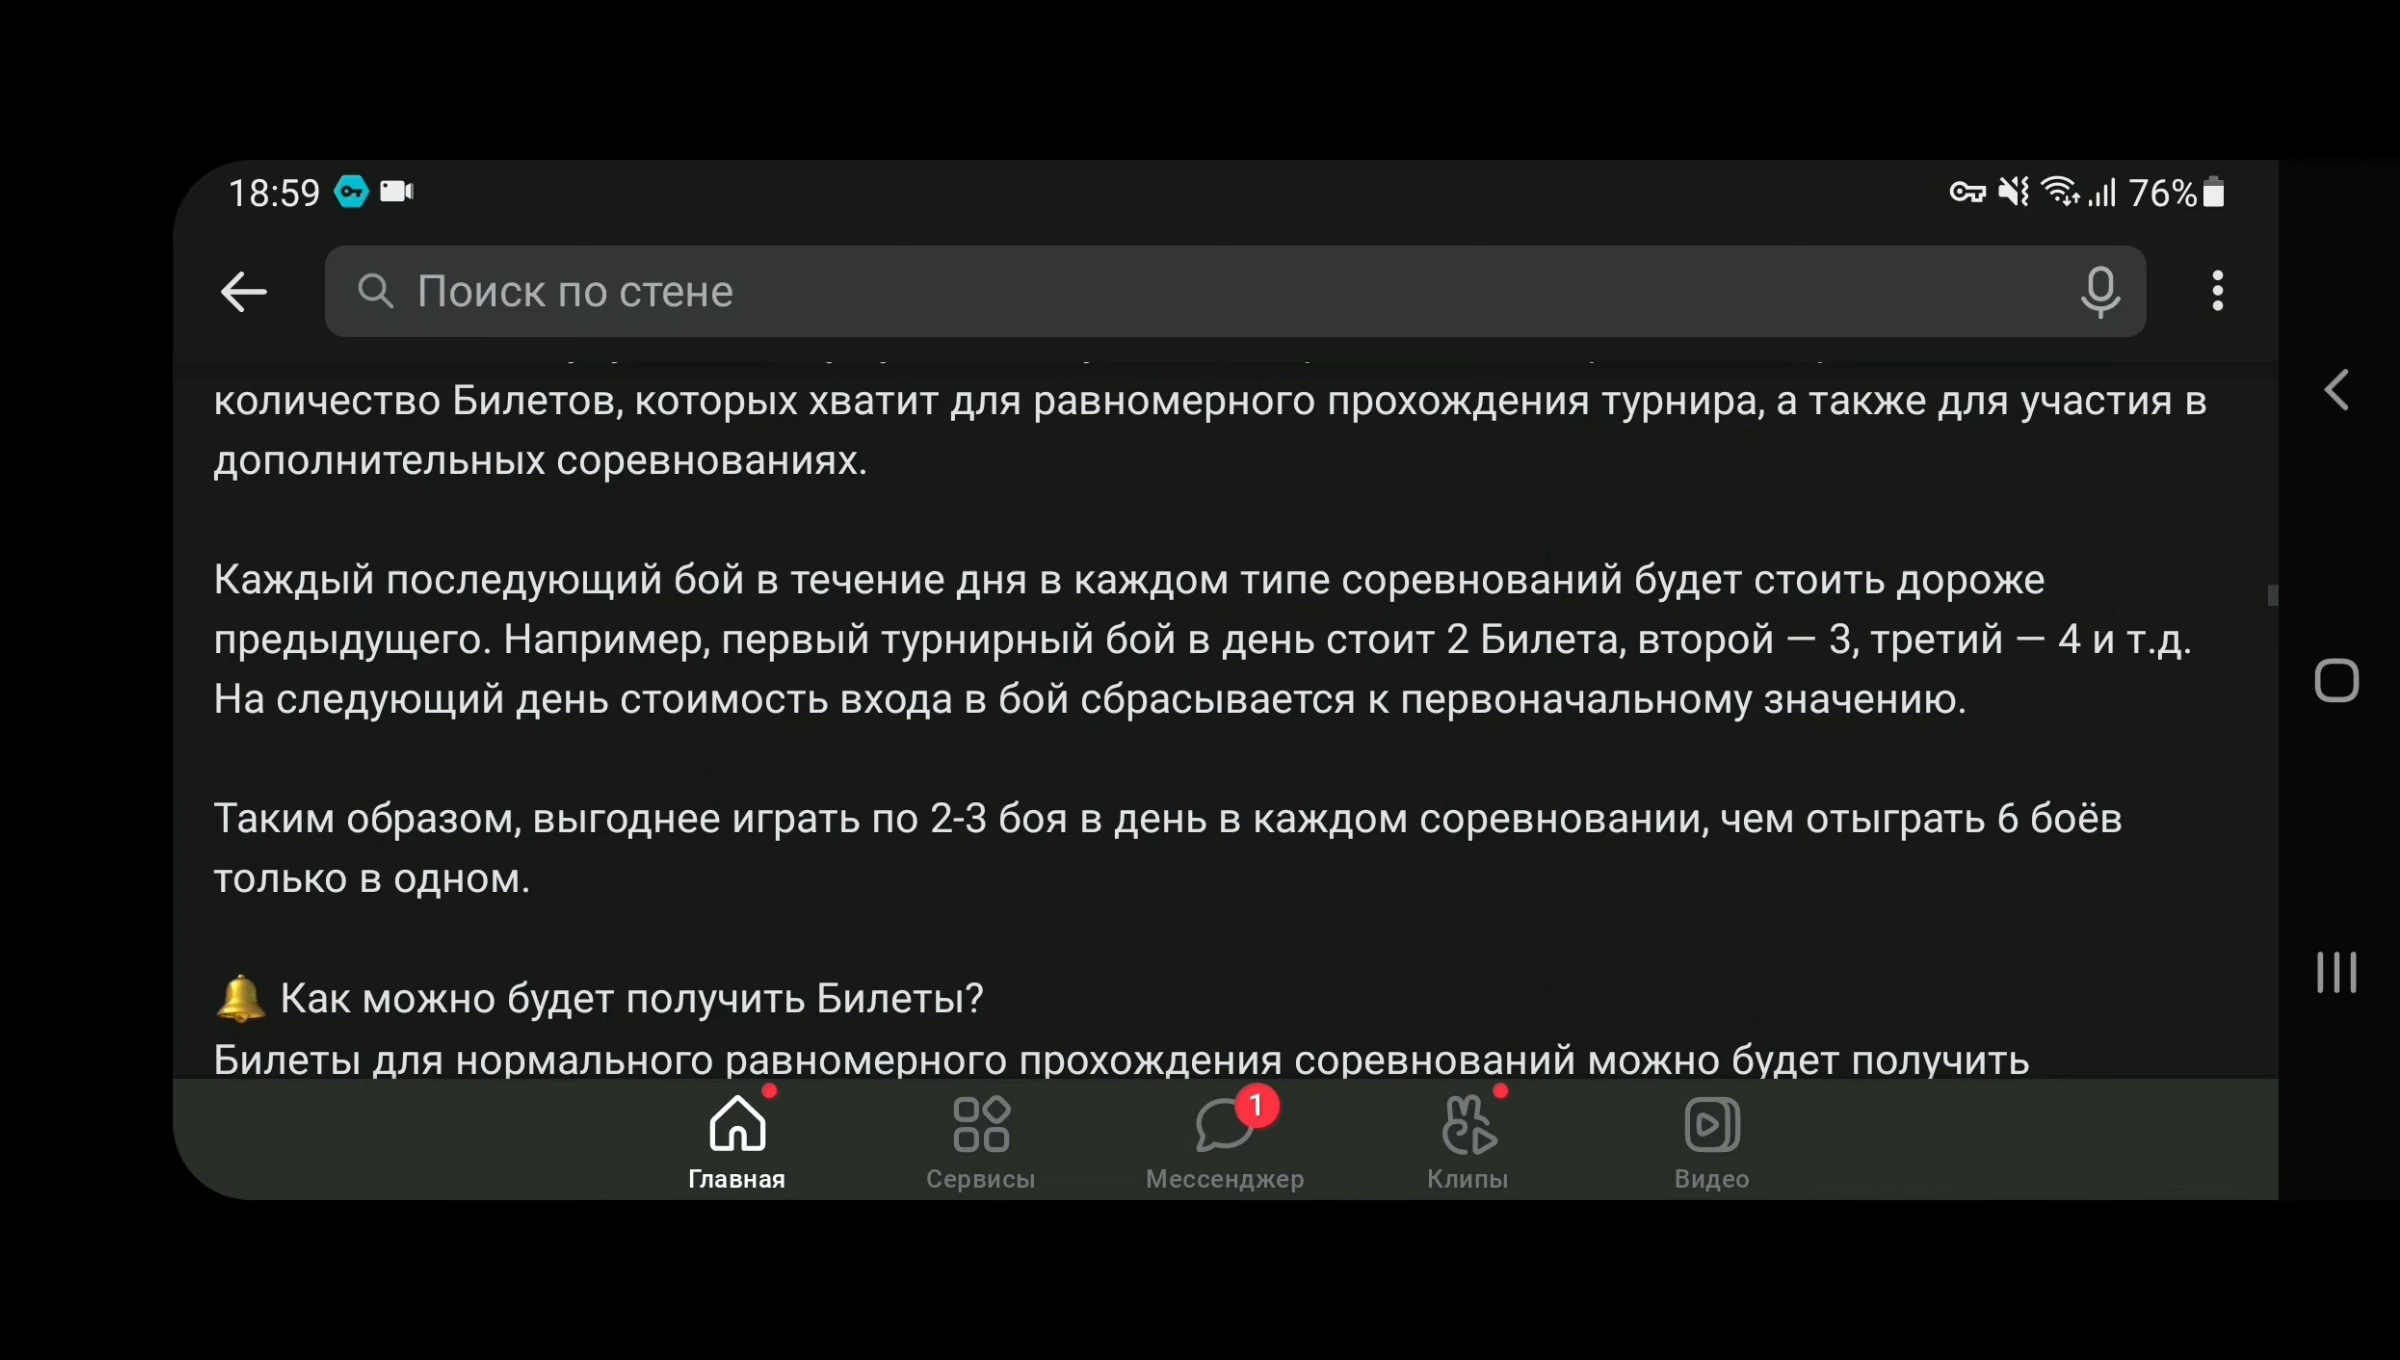 18:59
76%
Поиск по стене
количество Билетов, которых хватит для равномерного прохождения турнира, а также для участия в
дополнительных соревнованиях.
Каждый последующий бой в течение дня в каждом типе соревнований будет стоить дороже
предыдущего. Например, первый турнирный бой в день стоит 2 Билета, второй — 3, третий — 4 и т.д.
На следующий день стоимость входа в бой сбрасывается к первоначальному значению.
Таким образом, выгоднее играть по 2-3 боя в день в каждом соревновании, чем отыграть 6 боёв
только в одном.
🔔 Как можно будет получить Билеты?
Билеты для нормального равномерного прохождения соревнований можно будет получить
1
Главная
Сервисы
Мессенджер
Клипы
Видео